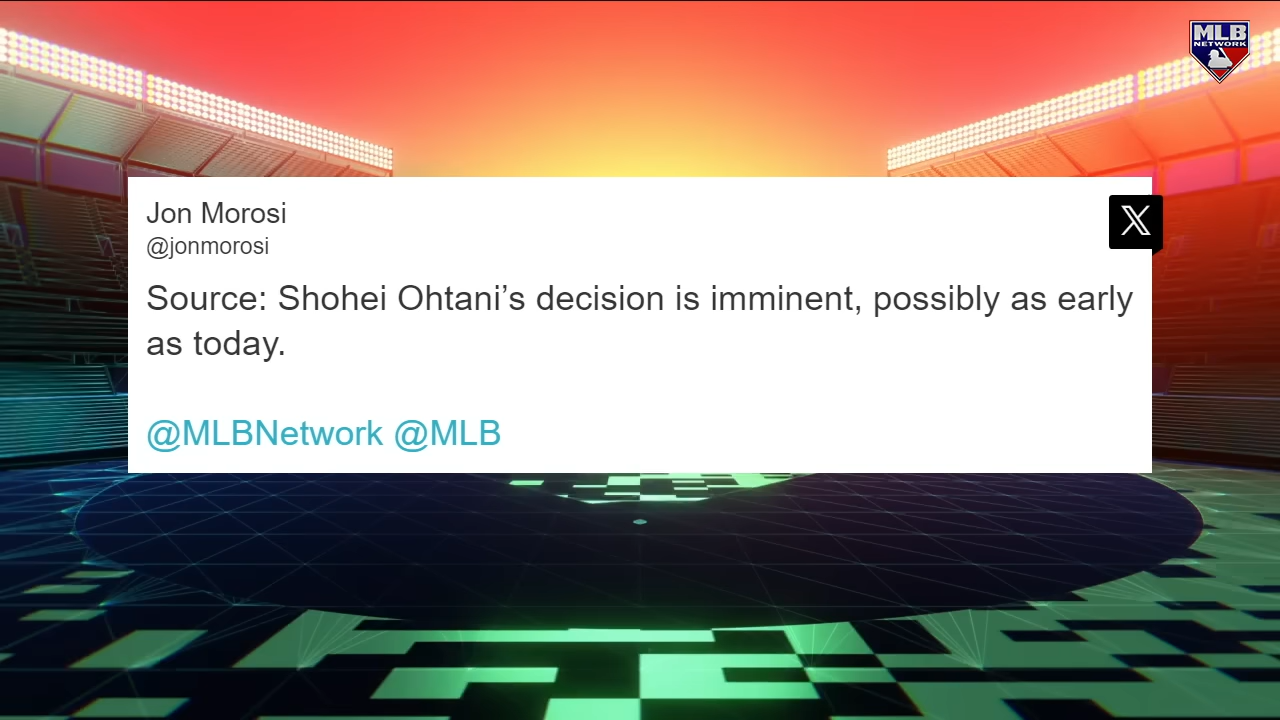 MLB
NETWORK
Jon Morosi
@jonmorosi
X
Source: Shohei Ohtani’s decision is imminent, possibly as early
as today.
@MLBNetwork @MLB